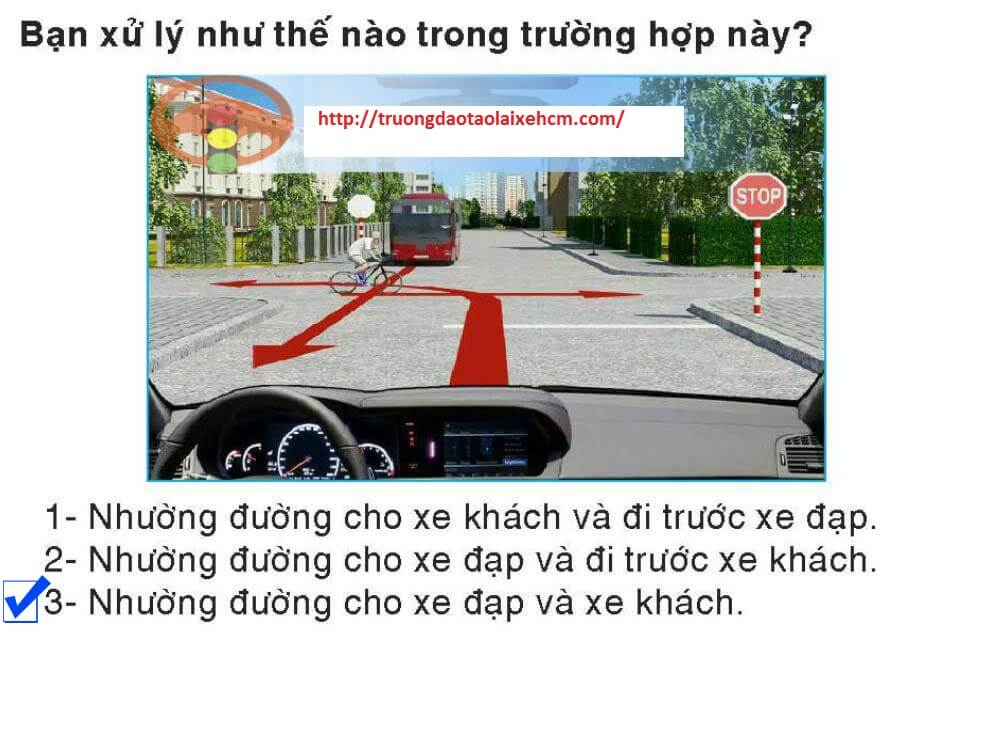 Bạn xử lý như thế nào trong trường hợp này?
http://truongdaotaolaixehcm.com/
STOP
1- Nhường đường cho xe khách và đi trước xe đạp.
2- Nhường đường cho xe đạp và đi trước xe khách.
3- Nhường đường cho xe đạp và xe khách.